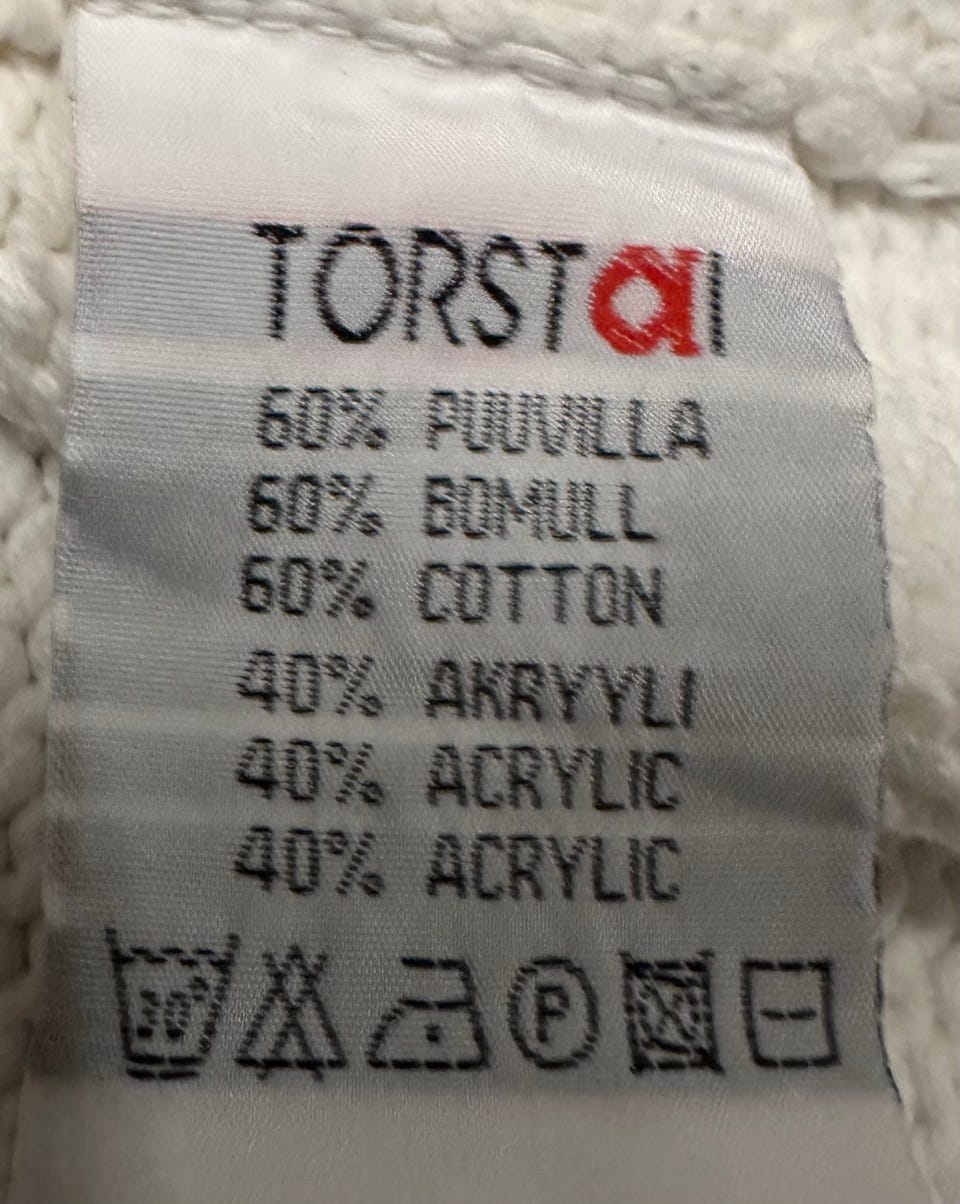 TORSTaI
60% PUUVILLA
60% BOMULL
60% COTTON
40% AKRYYLI
40% ACRYLIC
40% ACRYLIC
P